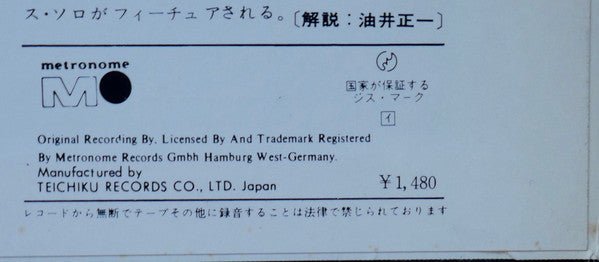 ス・ソロがフィーチュアされる。〔解説：油井正一〕
metronome
MO
国家が保証する
ジス・マーク
イ
Original Recording By. Licensed By And Trademark Registered
By Metronome Records Gmbh Hamburg West-Germany.
Manufactured by
TEICHIKU RECORDS CO., LTD. Japan
￥1,480
レコードから無断でテープその他に録音することは法律で禁じられております